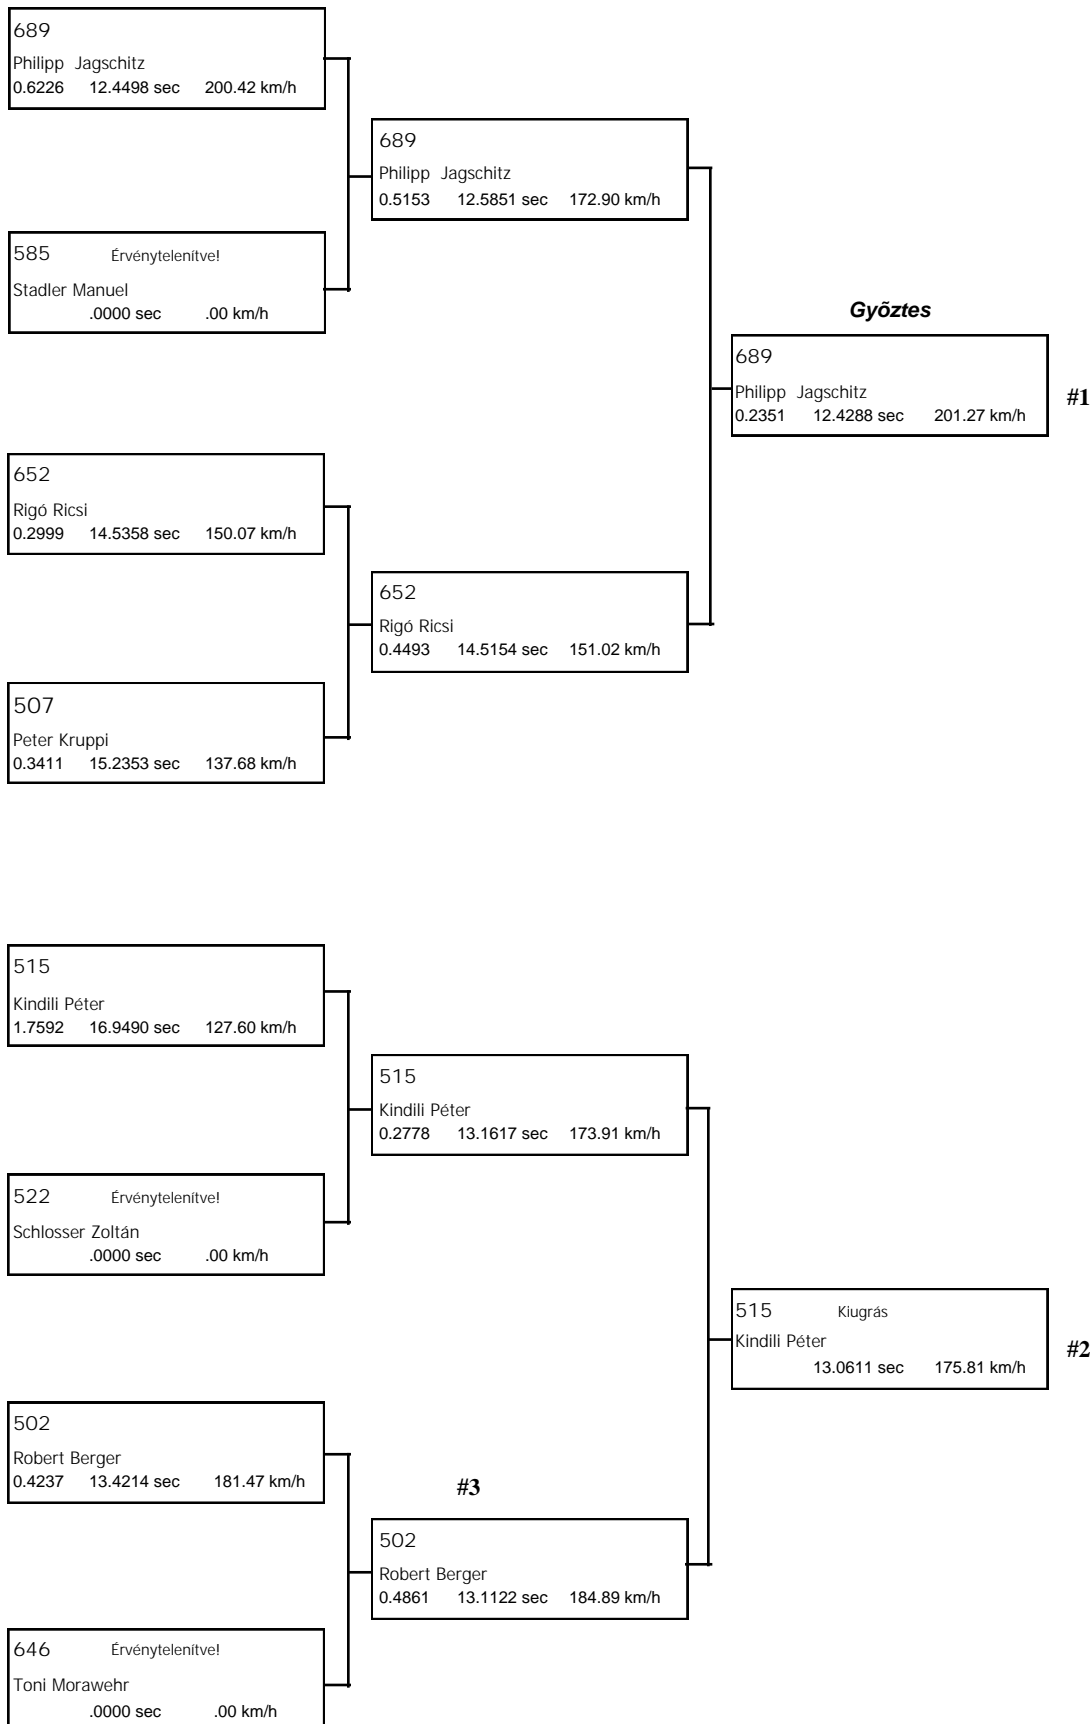 689
Philipp Jagschitz
0.6226 12.4498 sec 200.42 km/h
585 Érvénytelenítve!
Stadler Manuel
.0000 sec .00 km/h
652
Rigó Ricsi
0.2999 14.5358 sec 150.07 km/h
507
Peter Kruppi
0.3411 15.2353 sec 137.68 km/h
515
Kindili Péter
1.7592 16.9490 sec 127.60 km/h
522 Érvénytelenítve!
Schlosser Zoltán
.0000 sec .00 km/h
502
Robert Berger
0.4237 13.4214 sec 181.47 km/h
646 Érvénytelenítve!
Toni Morawehr
.0000 sec .00 km/h
689
Philipp Jagschitz
0.5153 12.5851 sec 172.90 km/h
652
Rigó Ricsi
0.4493 14.5154 sec 151.02 km/h
515
Kindili Péter
0.2778 13.1617 sec 173.91 km/h
#3
502
Robert Berger
0.4861 13.1122 sec 184.89 km/h
Gyõztes
689
Philipp Jagschitz
0.2351 12.4288 sec 201.27 km/h
#1
515 Kiugrás
Kindili Péter
13.0611 sec 175.81 km/h
#2